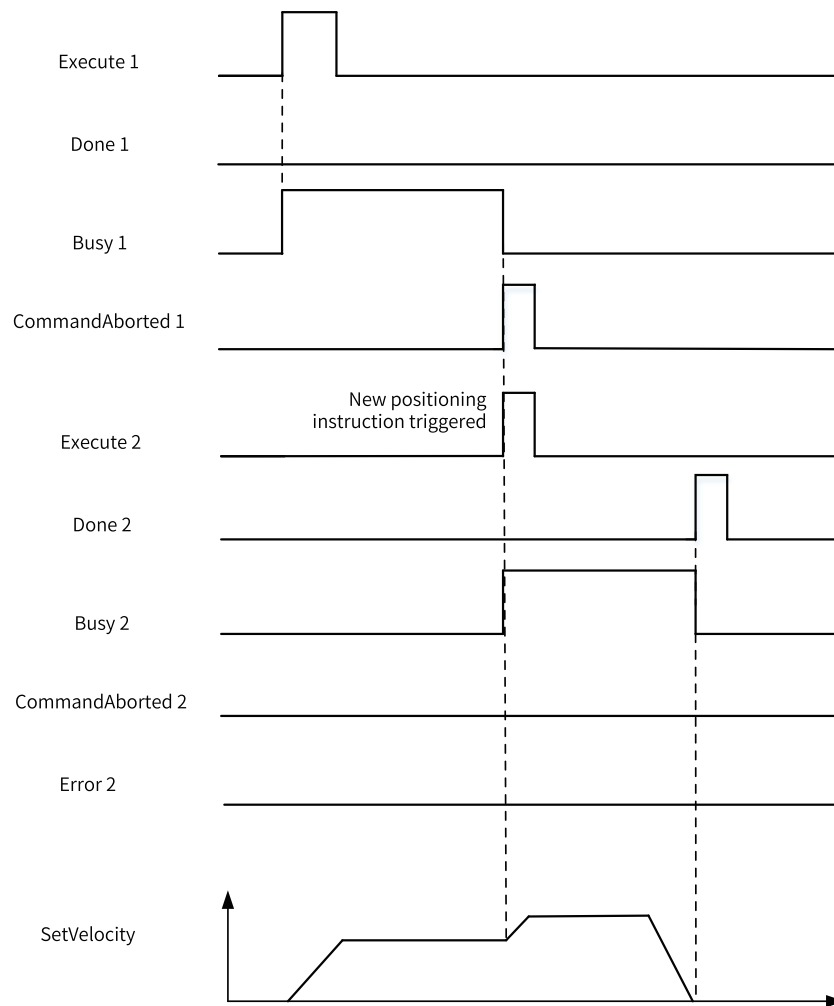 Execute 1
Done 1
Busy 1
CommandAborted 1
New positioning
instruction triggered
Execute 2
Done 2
Busy 2
CommandAborted 2
Error 2
SetVelocity